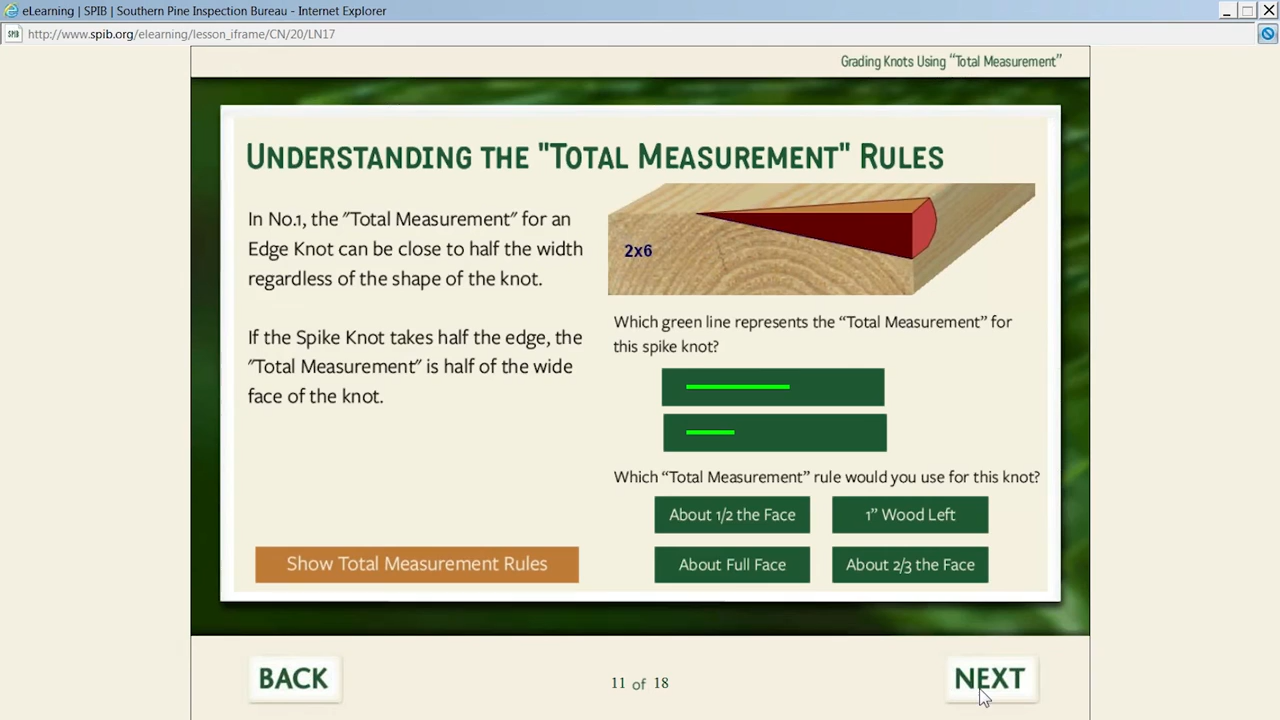 eLearning | SPIB | Southern Pine Inspection Bureau - Internet Explorer
SPIB http://www.spib.org/elearning/lesson_iframe/CN/20/LN17
Grading Knots Using "Total Measurement"
Understanding the "Total Measurement" Rules
In No.1, the "Total Measurement" for an
Edge Knot can be close to half the width
regardless of the shape of the knot.
If the Spike Knot takes half the edge, the
"Total Measurement" is half of the wide
face of the knot.
Show Total Measurement Rules
2x6
Which green line represents the "Total Measurement" for
this spike knot?
Which "Total Measurement" rule would you use for this knot?
About 1/2 the Face
1" Wood Left
About Full Face
About 2/3 the Face
BACK
11 of 18
NEXT